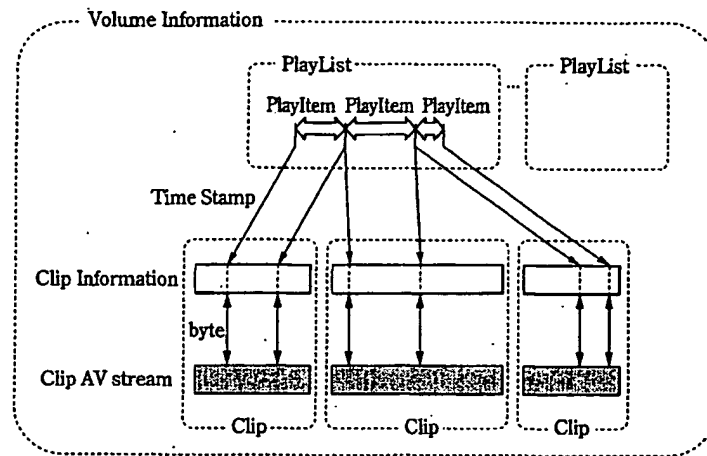 Volume Information
PlayList
PlayList
...
PlayItem PlayItem PlayItem
Time Stamp
Clip Information
byte
Clip AV stream
Clip
Clip
Clip